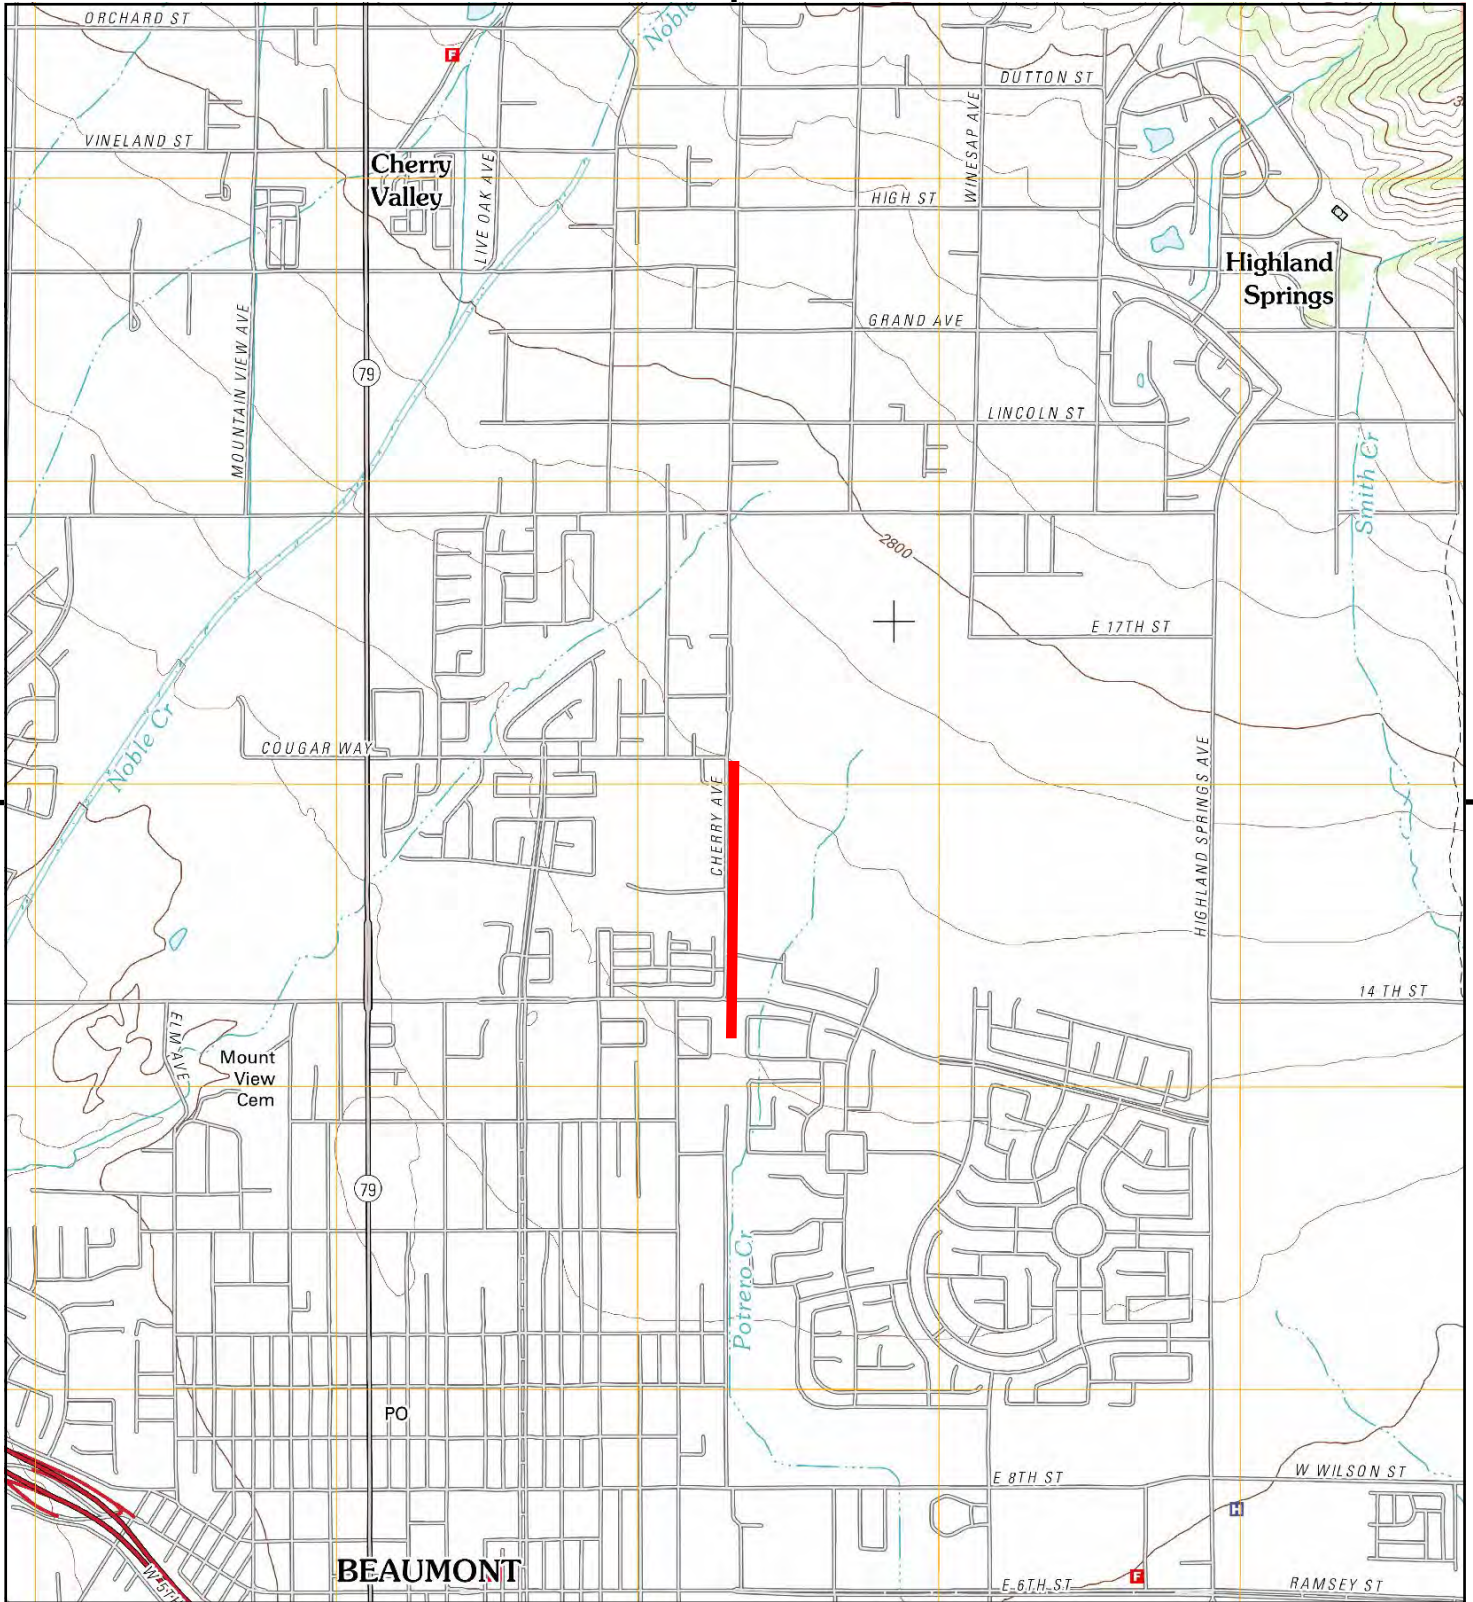 ORCHARD ST
Noble
F
DUTTON ST
VINELAND ST
WINESAP AVE
Cherry
Valley
LIVE OAK AVE
HIGH ST
Highland
Springs
MOUNTAIN VIEW AVE
GRAND AVE
79
LINCOLN ST
Smith Cr
2800
E 17TH ST
Noble Cr
COUGAR WAY
CHERRY AVE
HIGHLAND SPRINGS AVE
14 TH ST
ELM AVE
Mount
View
Cem
79
Potrero Cr
PO
E 8TH ST
W WILSON ST
H
BEAUMONT
W 5TH
E 6TH ST
F
RAMSEY ST